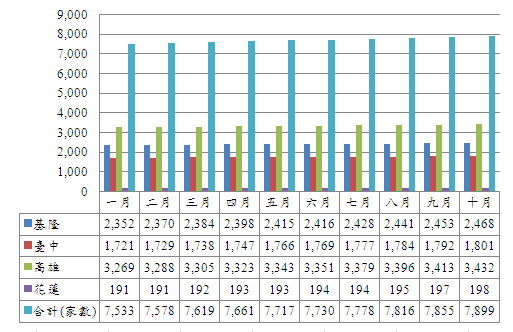 9,000
8,000
7,000
6,000
5,000
4,000
3,000
2,000
1,000
0
一月 二月 三月 四月 五月 六月 七月 八月 九月 十月
基隆 2,352 2,370 2,384 2,398 2,415 2,416 2,428 2,441 2,453 2,468
臺中 1,721 1,729 1,738 1,747 1,766 1,769 1,777 1,784 1,792 1,801
高雄 3,269 3,288 3,305 3,323 3,343 3,351 3,379 3,396 3,413 3,432
花蓮 191 191 192 193 193 194 194 195 197 198
合計(家數) 7,533 7,578 7,619 7,661 7,717 7,730 7,778 7,816 7,855 7,899